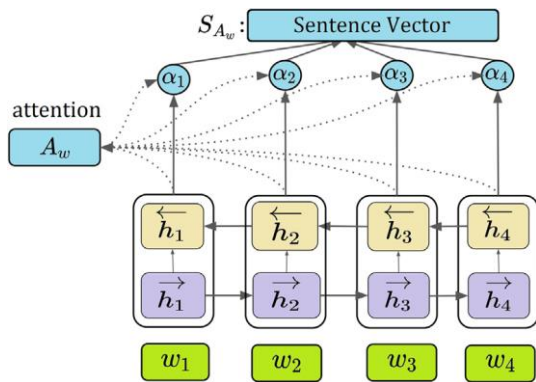 S_{A_w}: Sentence Vector
α₁ α₂ α₃ α₄
attention
A_w
←h₁ ←h₂ ←h₃ ←h₄
→h₁ →h₂ →h₃ →h₄
w₁ w₂ w₃ w₄